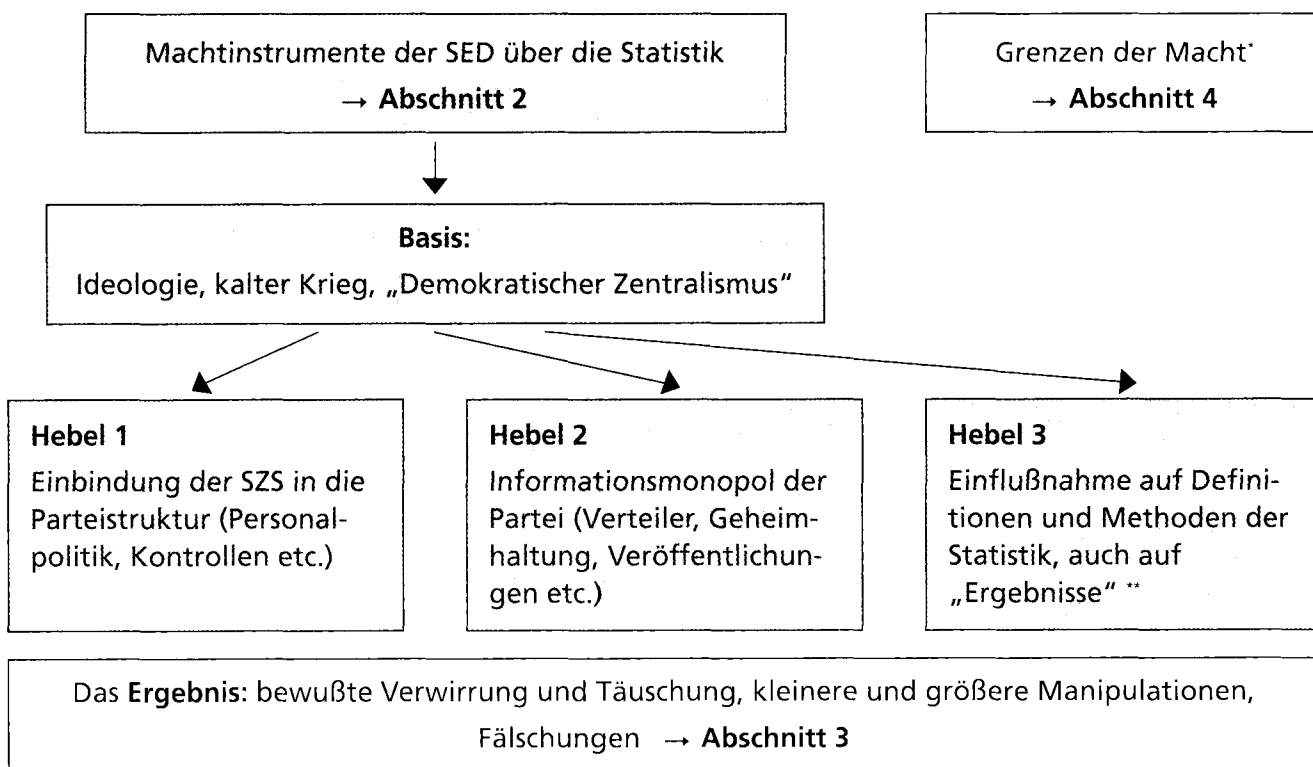 Machtinstrumente der SED über die Statistik
→ Abschnitt 2
Grenzen der Macht*
→ Abschnitt 4
Basis:
Ideologie, kalter Krieg, „Demokratischer Zentralismus“
Hebel 1
Einbindung der SZS in die
Parteistruktur (Personal-
politik, Kontrollen etc.)
Hebel 2
Informationsmonopol der
Partei (Verteiler, Geheim-
haltung, Veröffentlichun-
gen etc.)
Hebel 3
Einflußnahme auf Defini-
tionen und Methoden der
Statistik, auch auf
„Ergebnisse“ **
Das Ergebnis: bewußte Verwirrung und Täuschung, kleinere und größere Manipulationen,
Fälschungen → Abschnitt 3